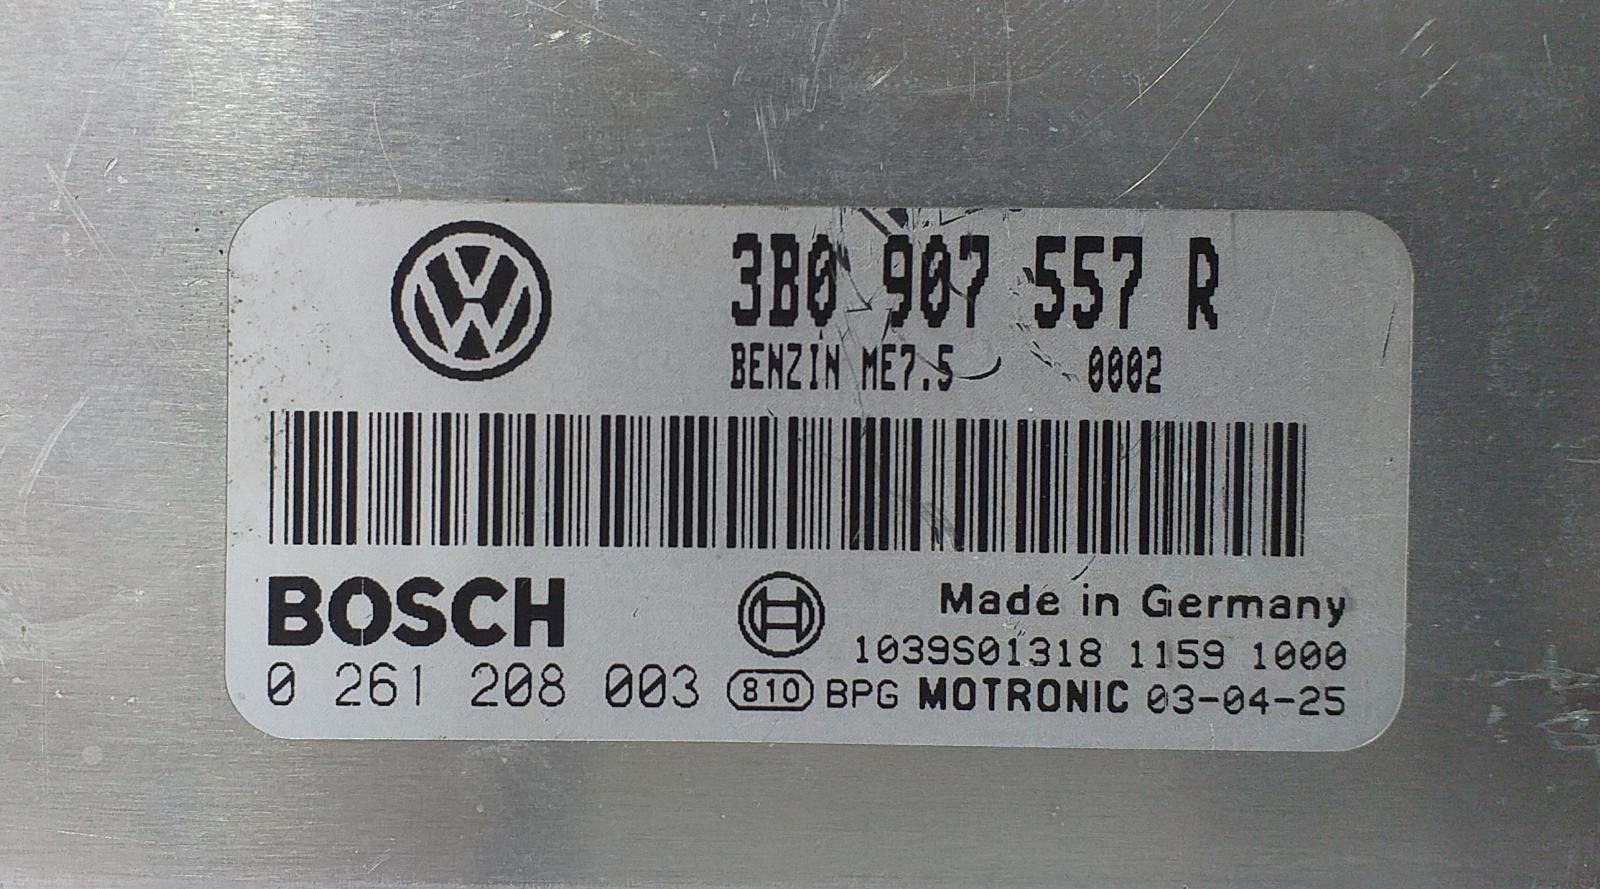 3B0 907 557 R
BENZIN ME7.5 0002
BOSCH
Made in Germany
1039S01318 1159 1000
0 261 208 003 810 BPG MOTRONIC 03-04-25